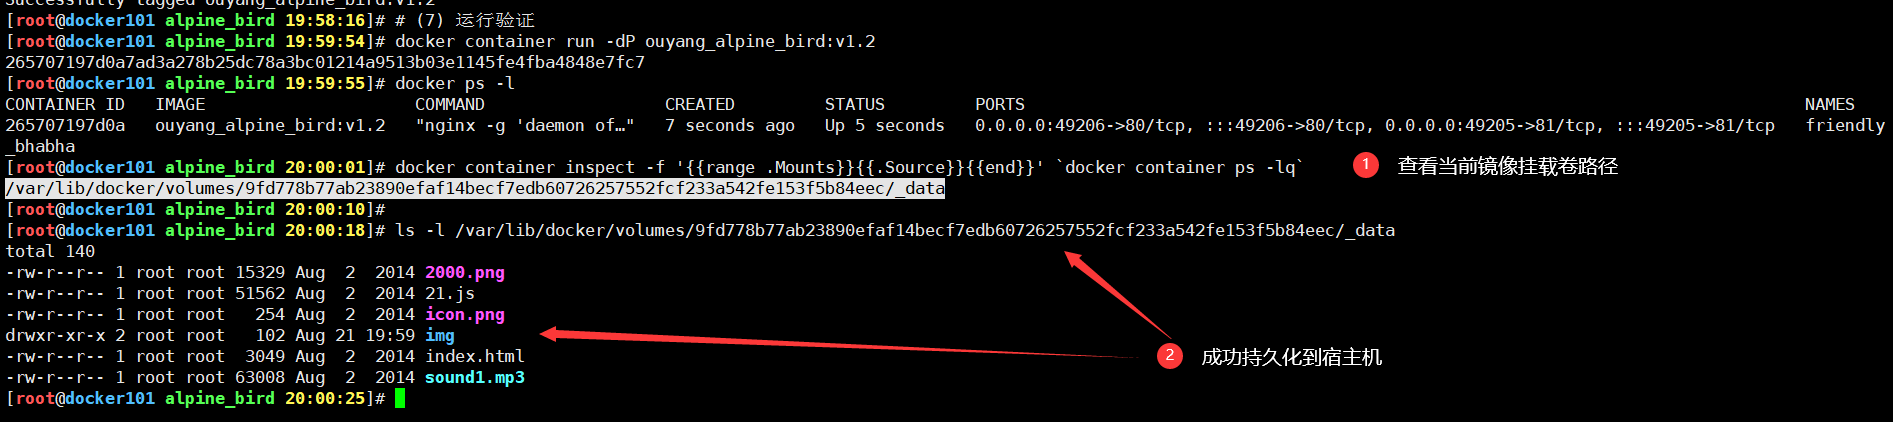 Successfully tagged ouyang_alpine_bird:v1.2
[root@docker101 alpine_bird 19:58:16]# # (7) 运行验证
[root@docker101 alpine_bird 19:59:54]# docker container run -dP ouyang_alpine_bird:v1.2
265707197d0a7ad3a278b25dc78a3bc01214a9513b03e1145fe4fba4848e7fc7
[root@docker101 alpine_bird 19:59:55]# docker ps -l
CONTAINER ID   IMAGE                     COMMAND                  CREATED         STATUS         PORTS                                                                              NAMES
265707197d0a   ouyang_alpine_bird:v1.2   "nginx -g 'daemon of…"   7 seconds ago   Up 5 seconds   0.0.0.0:49206->80/tcp, :::49206->80/tcp, 0.0.0.0:49205->81/tcp, :::49205->81/tcp   friendly
_bhabha
[root@docker101 alpine_bird 20:00:01]# docker container inspect -f '{{range .Mounts}}{{.Source}}{{end}}' `docker container ps -lq` 1 查看当前镜像挂载卷路径
/var/lib/docker/volumes/9fd778b77ab23890efaf14becf7edb60726257552fcf233a542fe153f5b84eec/_data
[root@docker101 alpine_bird 20:00:10]#
[root@docker101 alpine_bird 20:00:18]# ls -l /var/lib/docker/volumes/9fd778b77ab23890efaf14becf7edb60726257552fcf233a542fe153f5b84eec/_data
total 140
-rw-r--r-- 1 root root 15329 Aug  2  2014 2000.png
-rw-r--r-- 1 root root 51562 Aug  2  2014 21.js
-rw-r--r-- 1 root root   254 Aug  2  2014 icon.png
drwxr-xr-x 2 root root   102 Aug 21 19:59 img
-rw-r--r-- 1 root root  3049 Aug  2  2014 index.html
2 成功持久化到宿主机
-rw-r--r-- 1 root root 63008 Aug  2  2014 sound1.mp3
[root@docker101 alpine_bird 20:00:25]#